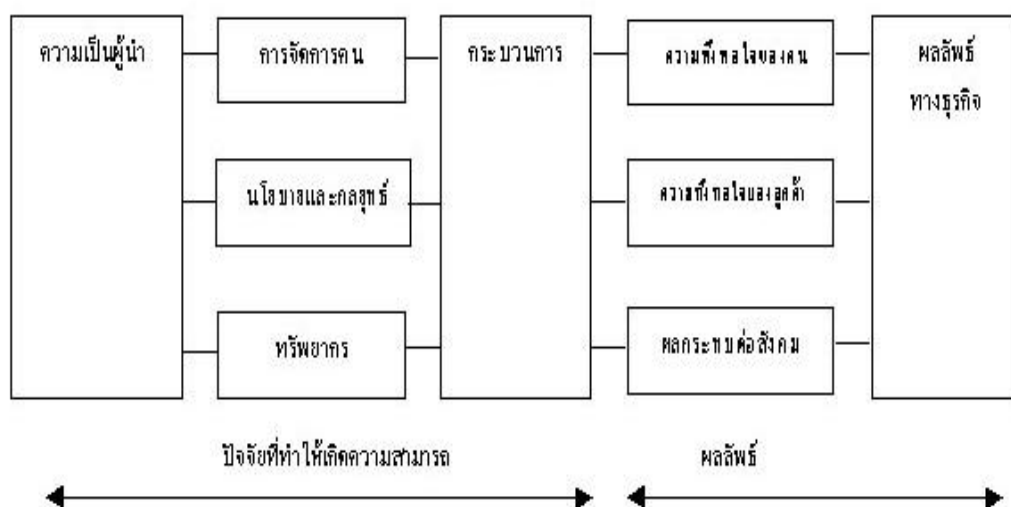 ความเป็นผู้นำ
การจัดการคน
กระบวนการ
ความพึงพอใจของคน
ผลลัพธ์
ทางธุรกิจ
นโยบายและกลยุทธ์
ความพึงพอใจของลูกค้า
ทรัพยากร
ผลกระทบต่อสังคม
ปัจจัยที่ทำให้เกิดความสามารถ
ผลลัพธ์